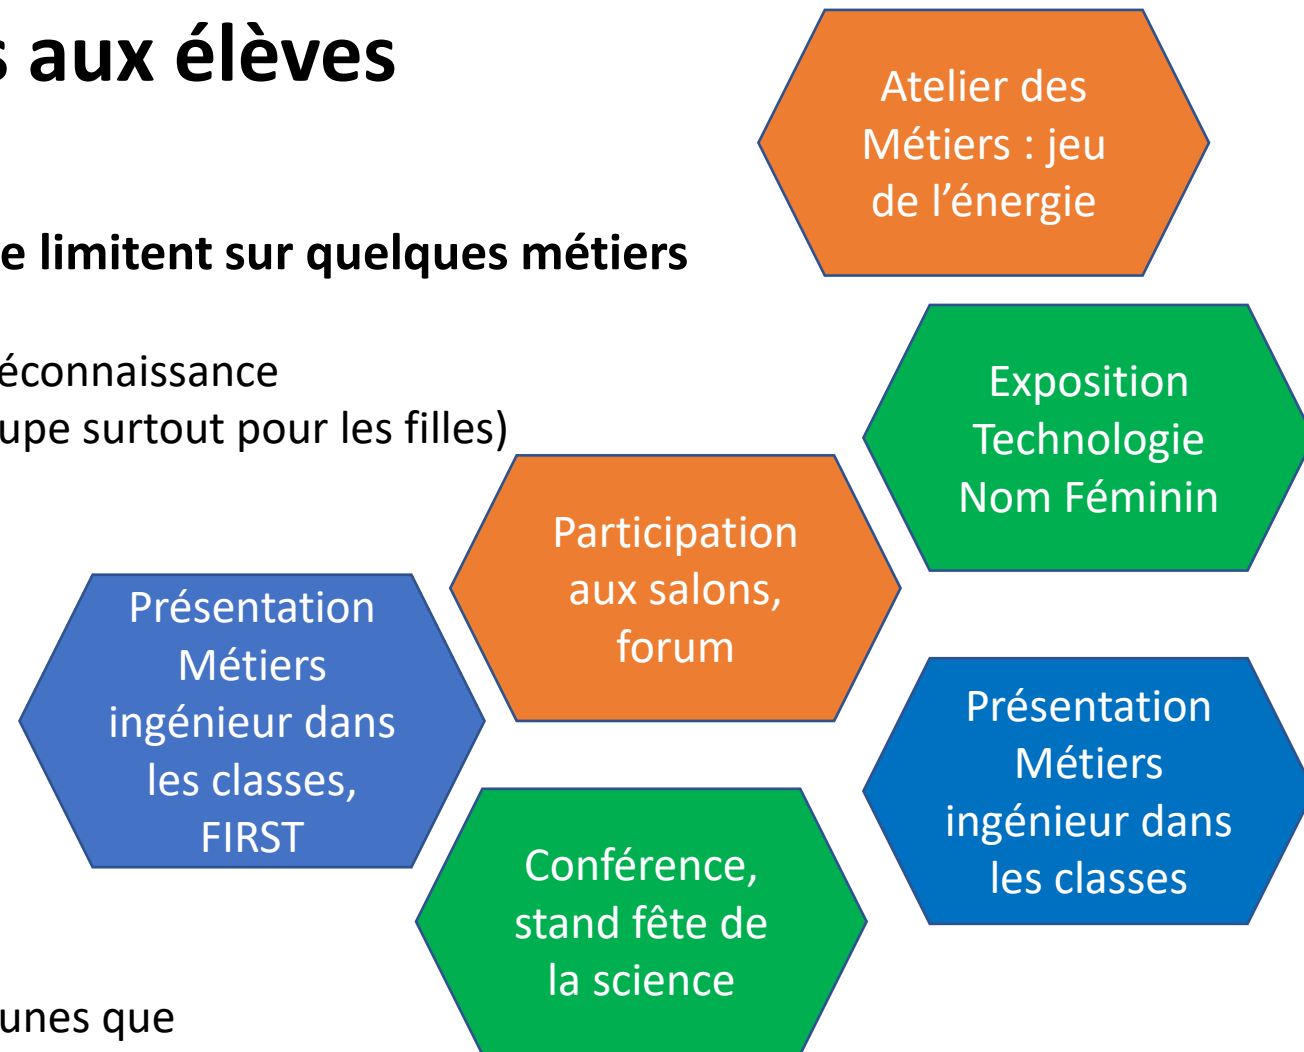 s aux élèves
e limitent sur quelques métiers
éconnaissance
upe surtout pour les filles)
Atelier des
Métiers : jeu
de l’énergie
Exposition
Technologie
Nom Féminin
Participation
aux salons,
forum
Présentation
Métiers
ingénieur dans
les classes,
FIRST
Présentation
Métiers
ingénieur dans
les classes
Conférence,
stand fête de
la science
unes que